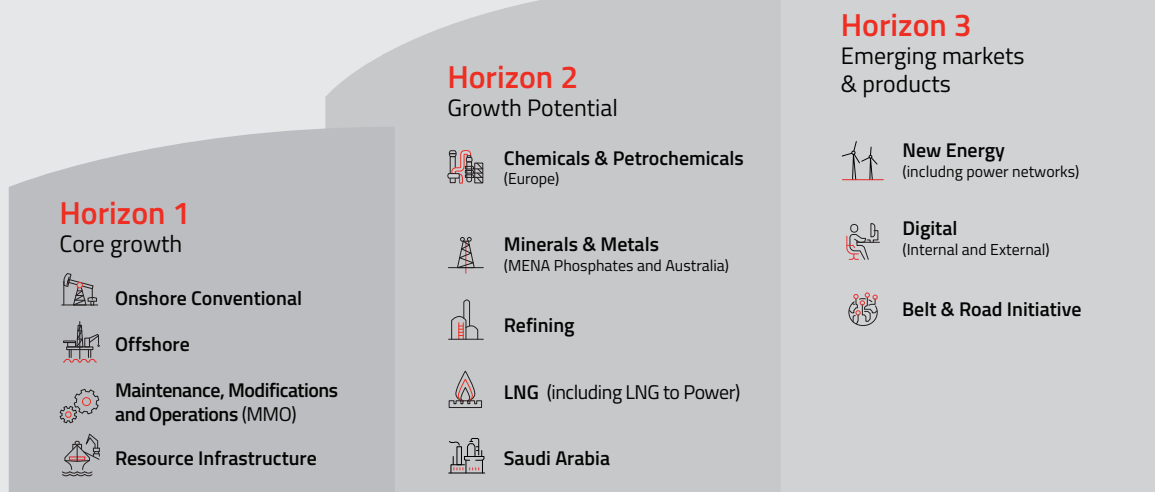 Horizon 1
Core growth
Onshore Conventional
Offshore
Maintenance, Modifications
and Operations (MMO)
Resource Infrastructure
Horizon 2
Growth Potential
Chemicals & Petrochemicals
(Europe)
Minerals & Metals
(MENA Phosphates and Australia)
Refining
LNG (including LNG to Power)
Saudi Arabia
Horizon 3
Emerging markets
& products
New Energy
(includng power networks)
Digital
(Internal and External)
Belt & Road Initiative